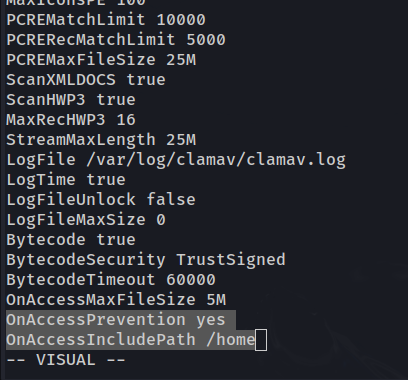 MaxIconsPE 100
PCREMatchLimit 10000
PCRERecMatchLimit 5000
PCREMaxFileSize 25M
ScanXMLDOCS true
ScanHWP3 true
MaxRecHWP3 16
StreamMaxLength 25M
LogFile /var/log/clamav/clamav.log
LogTime true
LogFileUnlock false
LogFileMaxSize 0
Bytecode true
BytecodeSecurity TrustSigned
BytecodeTimeout 60000
OnAccessMaxFileSize 5M
OnAccessPrevention yes
OnAccessIncludePath /home
-- VISUAL --